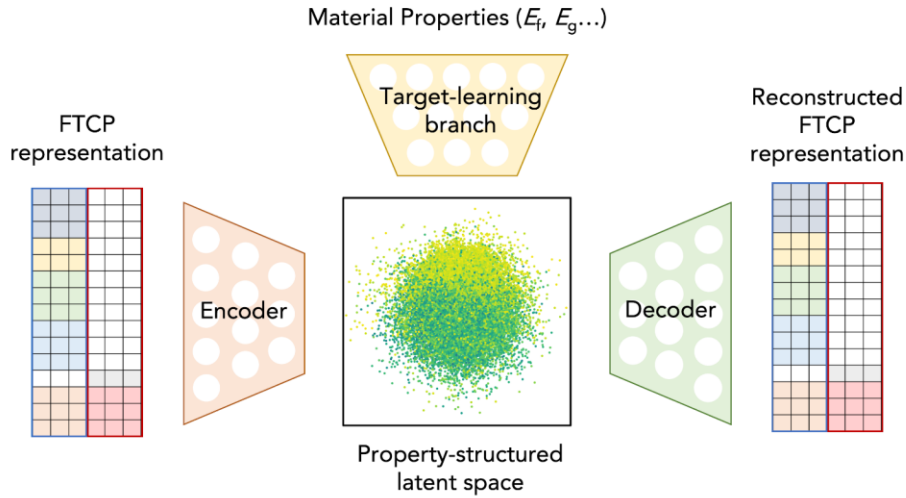 Material Properties (Ef, Eg…)
Target-learning
branch
FTCP
representation
Reconstructed
FTCP
representation
Encoder
Decoder
Property-structured
latent space